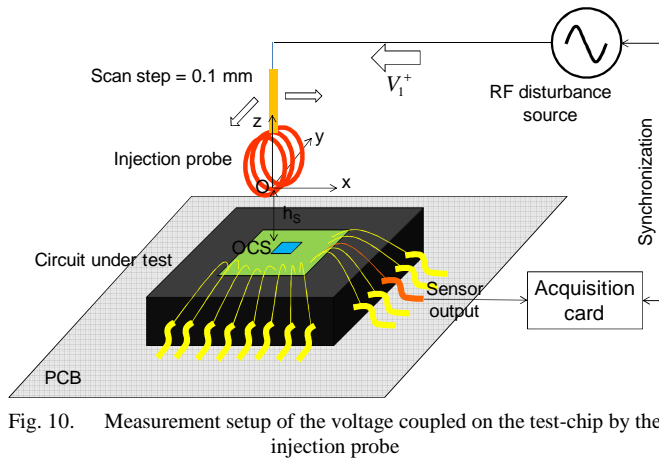 Scan step = 0.1 mm
V₁⁺
RF disturbance
source
z
y
Injection probe
O
x
hS
Synchronization
OCS
Circuit under test
Sensor
output
Acquisition
card
PCB
Fig. 10. Measurement setup of the voltage coupled on the test-chip by the
injection probe